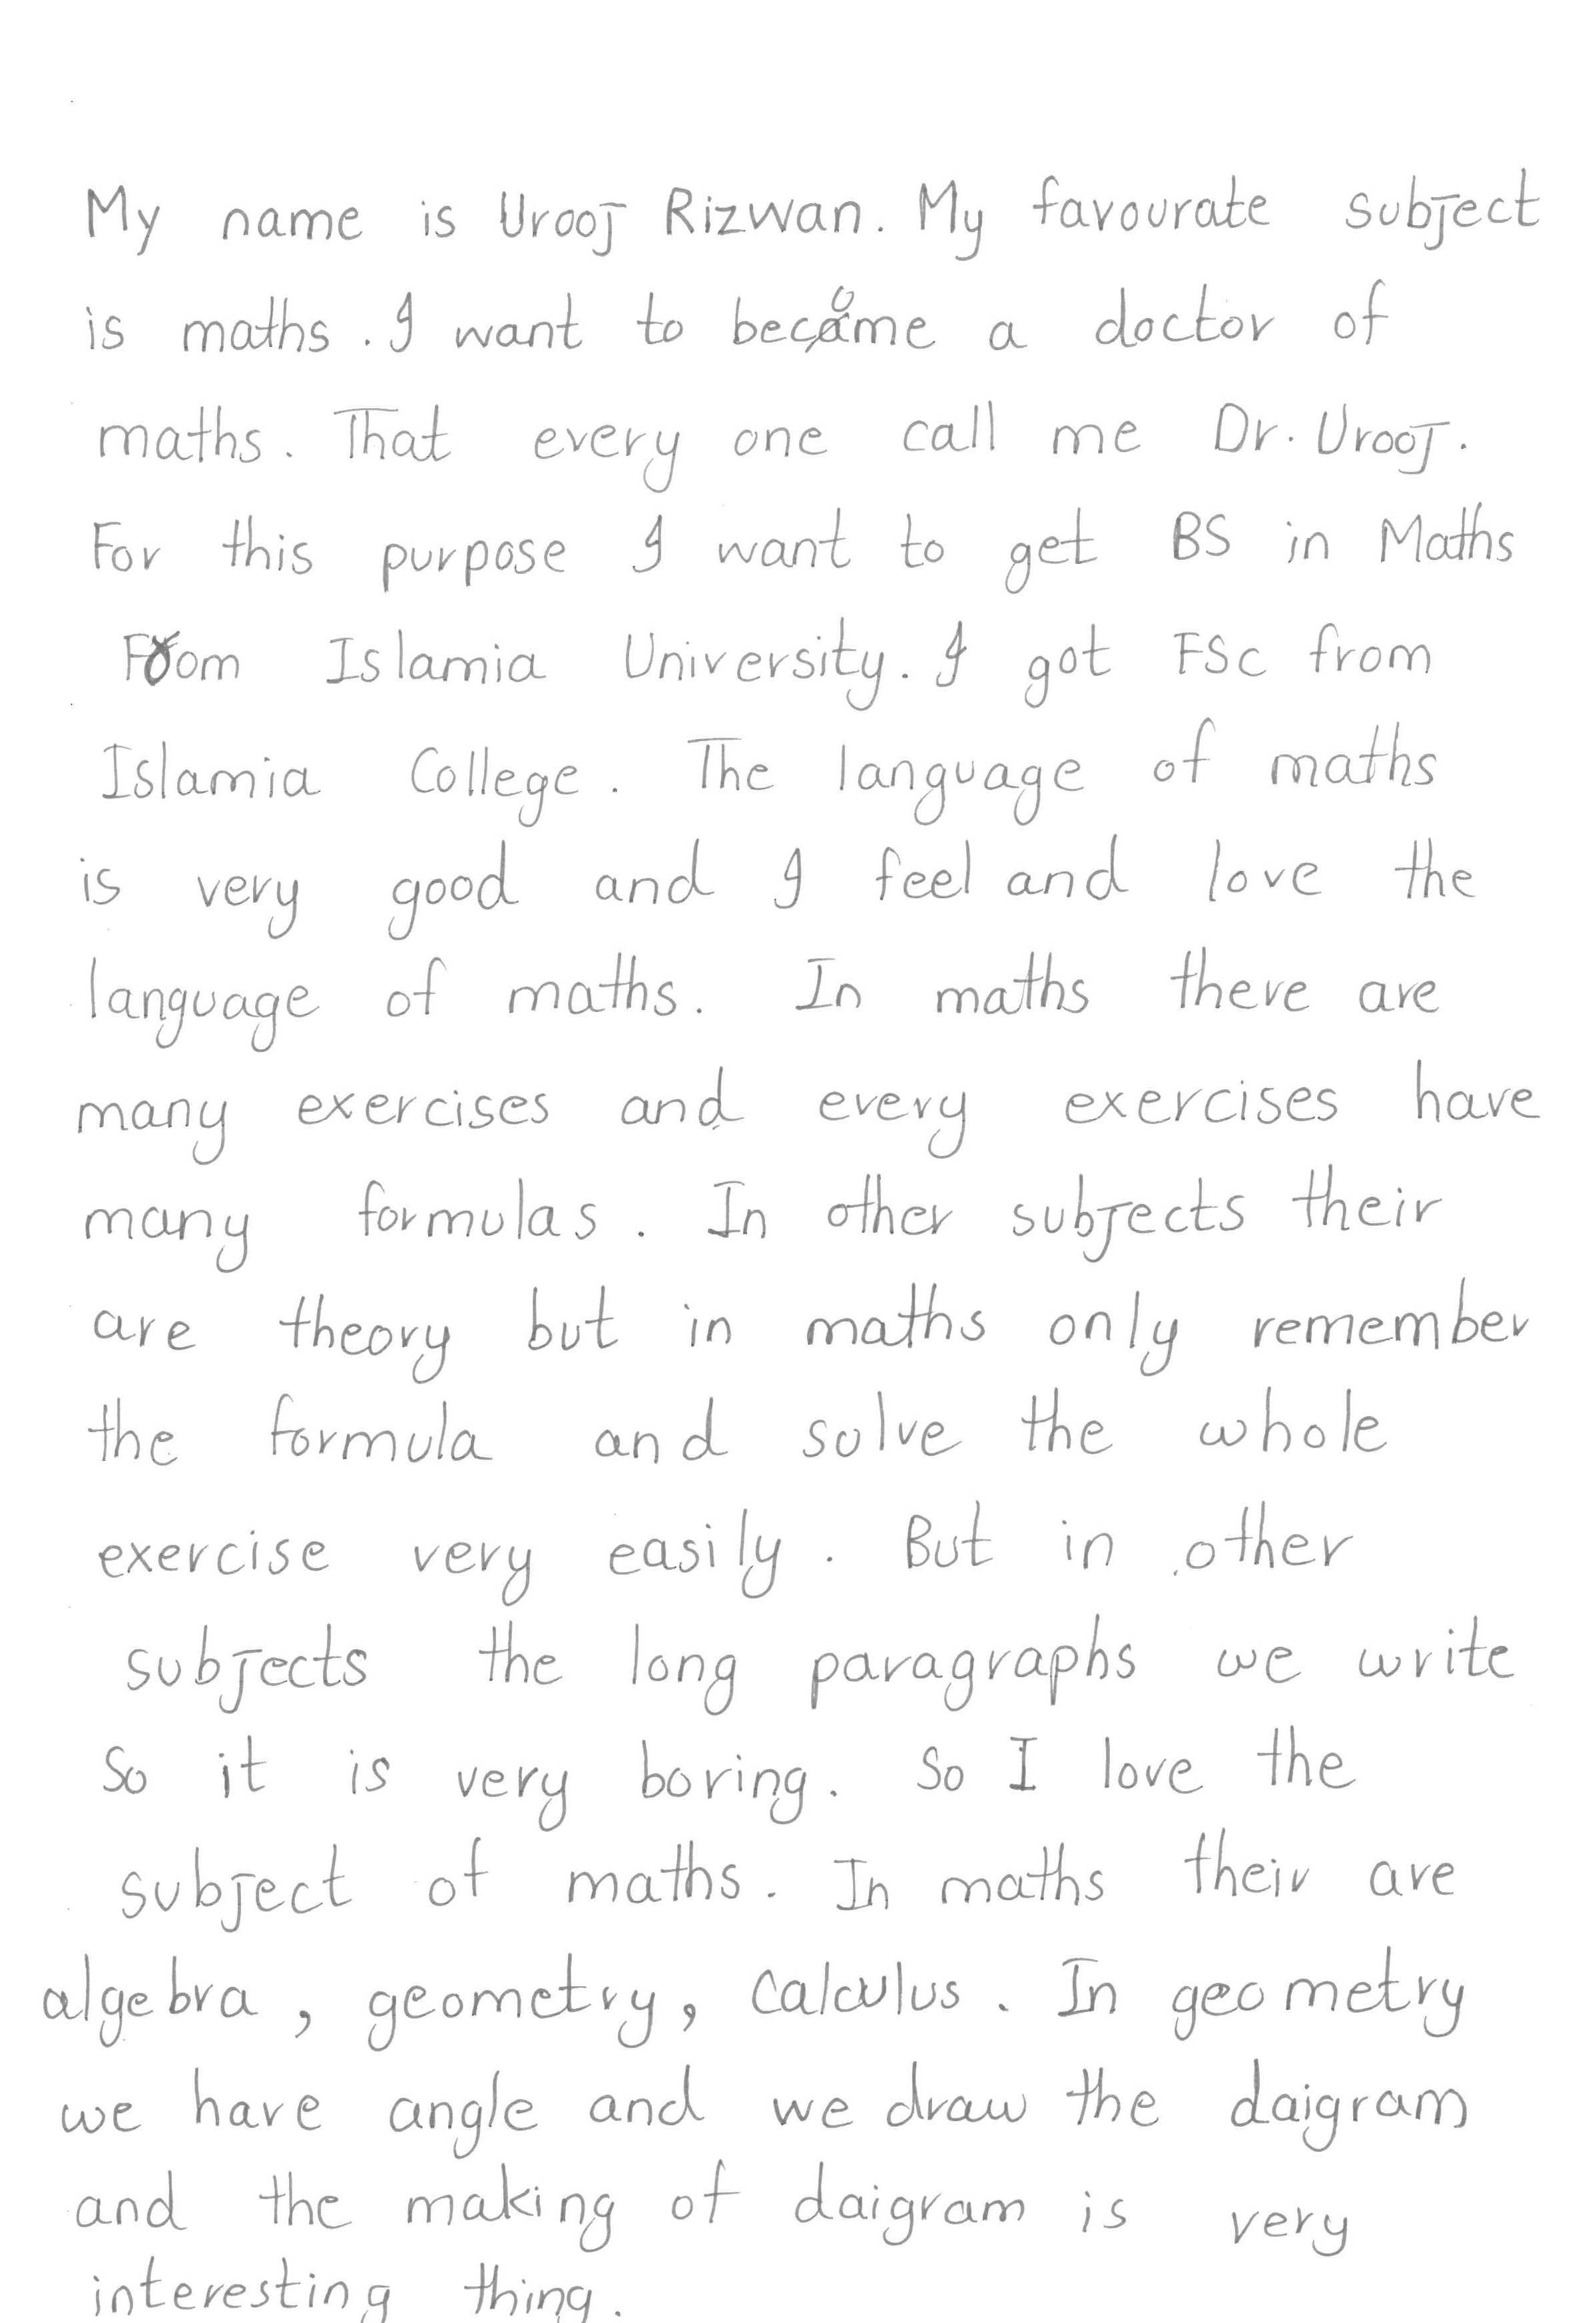 My name is Urooj Rizwan. My favourate subject
is maths. I want to become a doctor of
maths. That every one call me Dr. Urooj.
For this purpose I want to get BS in Maths
From Islamia University. I got FSc from
Islamia College. The language of maths
is very good and I feel and love the
language of maths. In maths there are
many exercises and every exercises have
many formulas. In other subjects their
are theory but in maths only remember
the formula and solve the whole
exercise very easily. But in other
subjects the long paragraphs we write
So it is very boring. So I love the
subject of maths. In maths their are
algebra, geometry, Calculus. In geometry
we have angle and we draw the daigram
and the making of daigram is very
interesting thing.